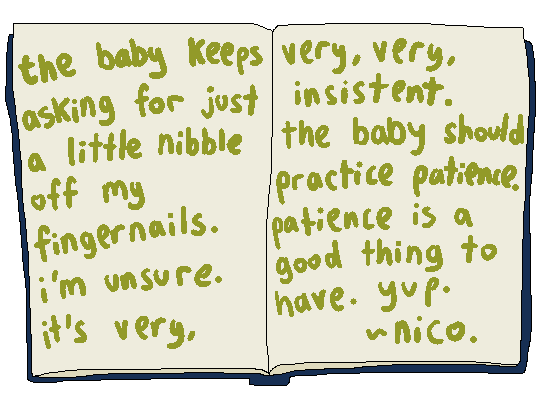 the baby keeps
asking for just
a little nibble
off my
fingernails.
i'm unsure.
it's very,
very, very,
insistent.
the baby should
practice patience.
patience is a
good thing to
have. yup.
~nico.